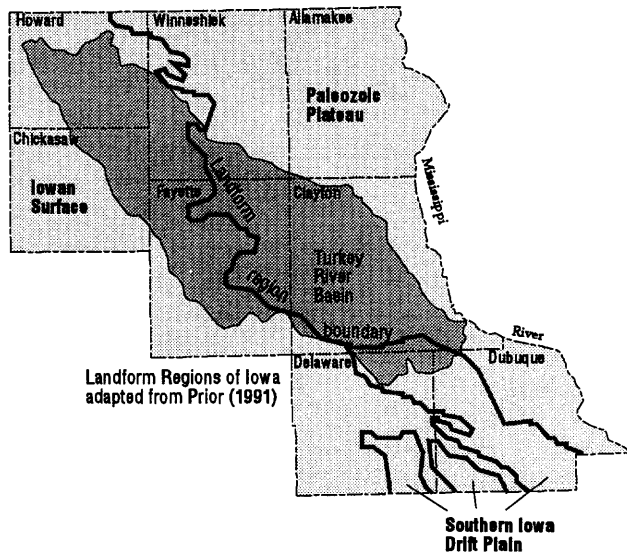 Howard
Winneshiek
Allamakee
Paleozoic
Plateau
Chickasaw
Iowan
Surface
Fayette
Landform
Clayton
Mississippi
Turkey
River
Basin
region
boundary
River
Delaware
Dubuque
Landform Regions of Iowa
adapted from Prior (1991)
Southern Iowa
Drift Plain